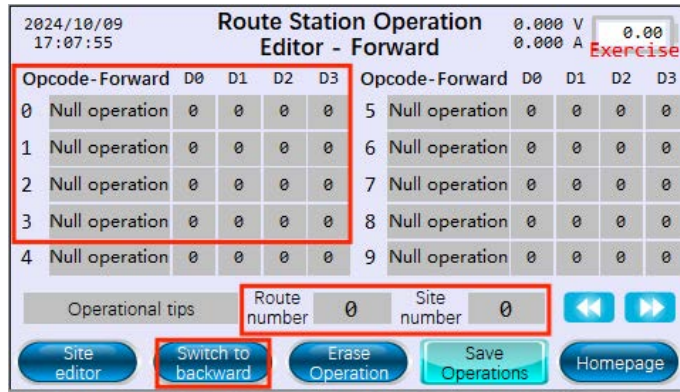 2024/10/09
17:07:55
Route Station Operation
Editor - Forward
0.000 V
0.000 A
0.00
Exercise
Opcode-Forward D0 D1 D2 D3 Opcode-Forward D0 D1 D2 D3
0 Null operation 0 0 0 0 5 Null operation 0 0 0 0
1 Null operation 0 0 0 0 6 Null operation 0 0 0 0
2 Null operation 0 0 0 0 7 Null operation 0 0 0 0
3 Null operation 0 0 0 0 8 Null operation 0 0 0 0
4 Null operation 0 0 0 0 9 Null operation 0 0 0 0
Operational tips
Route
number
0
Site
number
0
Site
editor
Switch to
backward
Erase
Operation
Save
Operations
Homepage